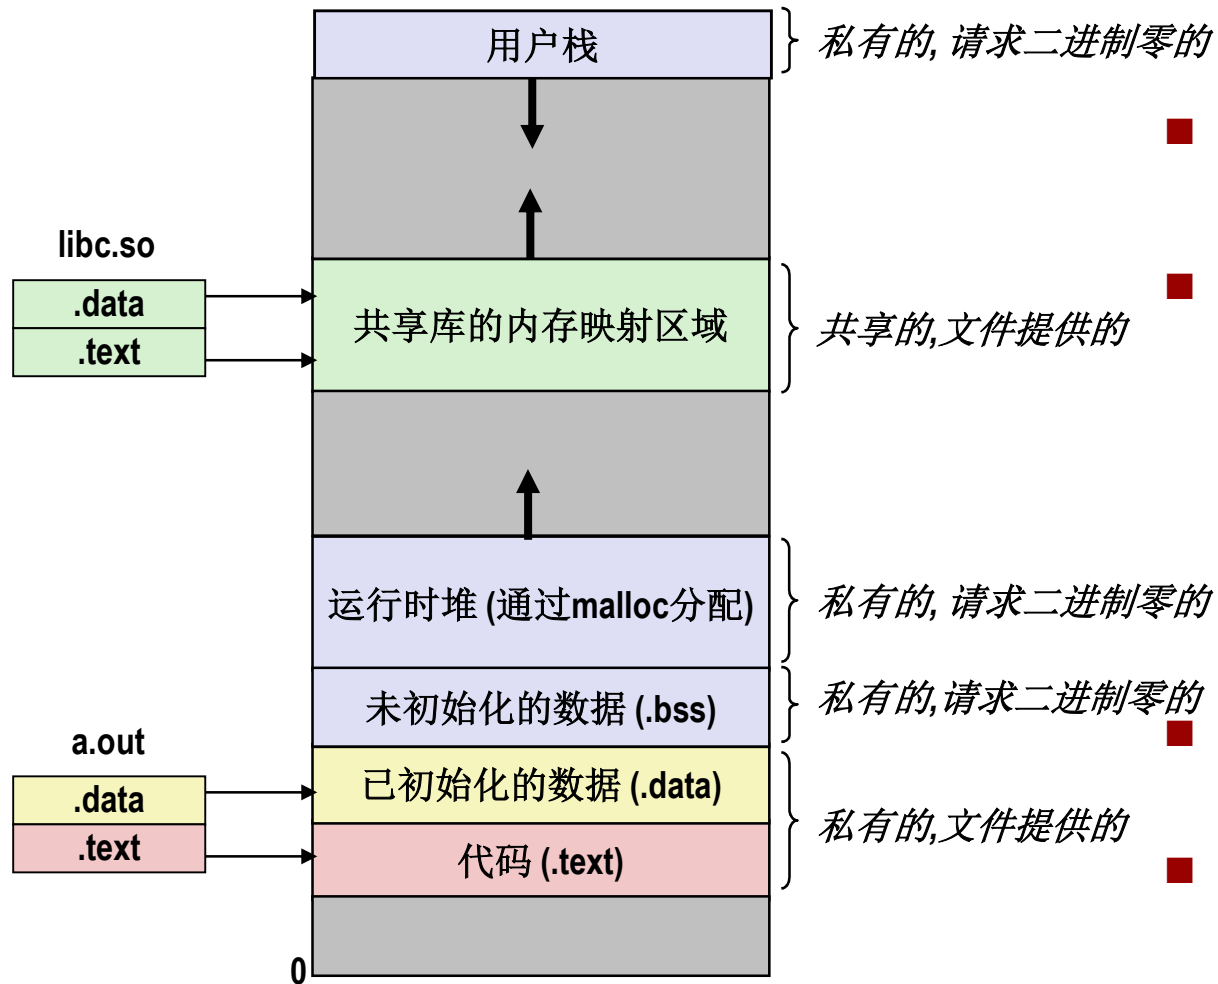 用户栈
私有的, 请求二进制零的
libc.so
.data
.text
共享库的内存映射区域
共享的,文件提供的
运行时堆 (通过malloc分配)
私有的, 请求二进制零的
未初始化的数据 (.bss)
私有的,请求二进制零的
a.out
.data
.text
已初始化的数据 (.data)
代码 (.text)
私有的,文件提供的
0